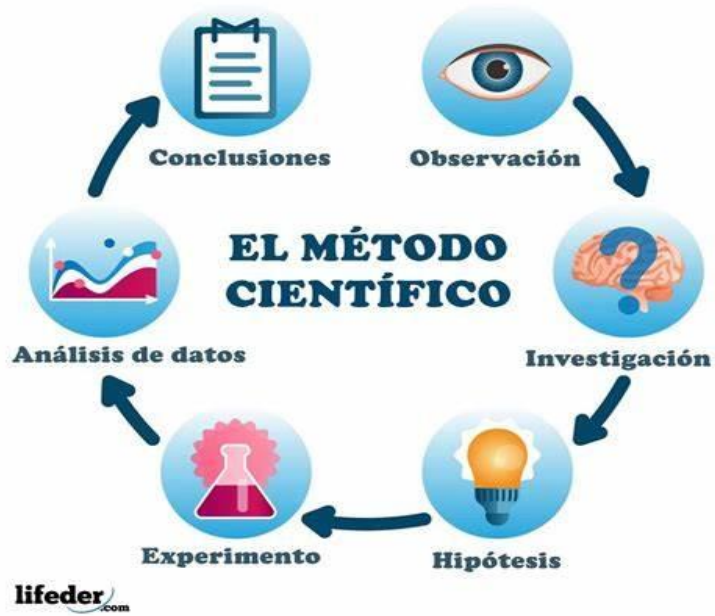 EL MÉTODO
CIENTÍFICO
Observación
Investigación
Hipótesis
Experimento
Análisis de datos
Conclusiones
lifeder
.com